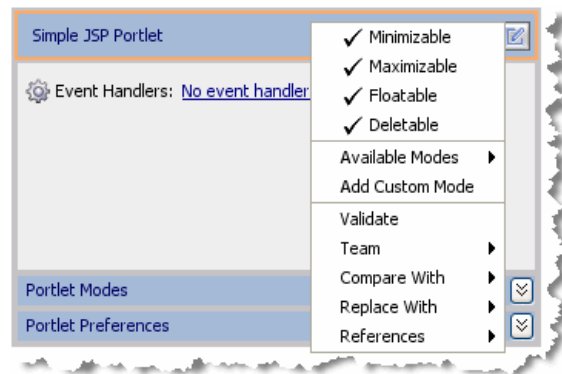 Simple JSP Portlet
Event Handlers: No event handler
Minimizable
Maximizable
Floatable
Deletable
Available Modes
Add Custom Mode
Validate
Team
Compare With
Replace With
References
Portlet Modes
Portlet Preferences